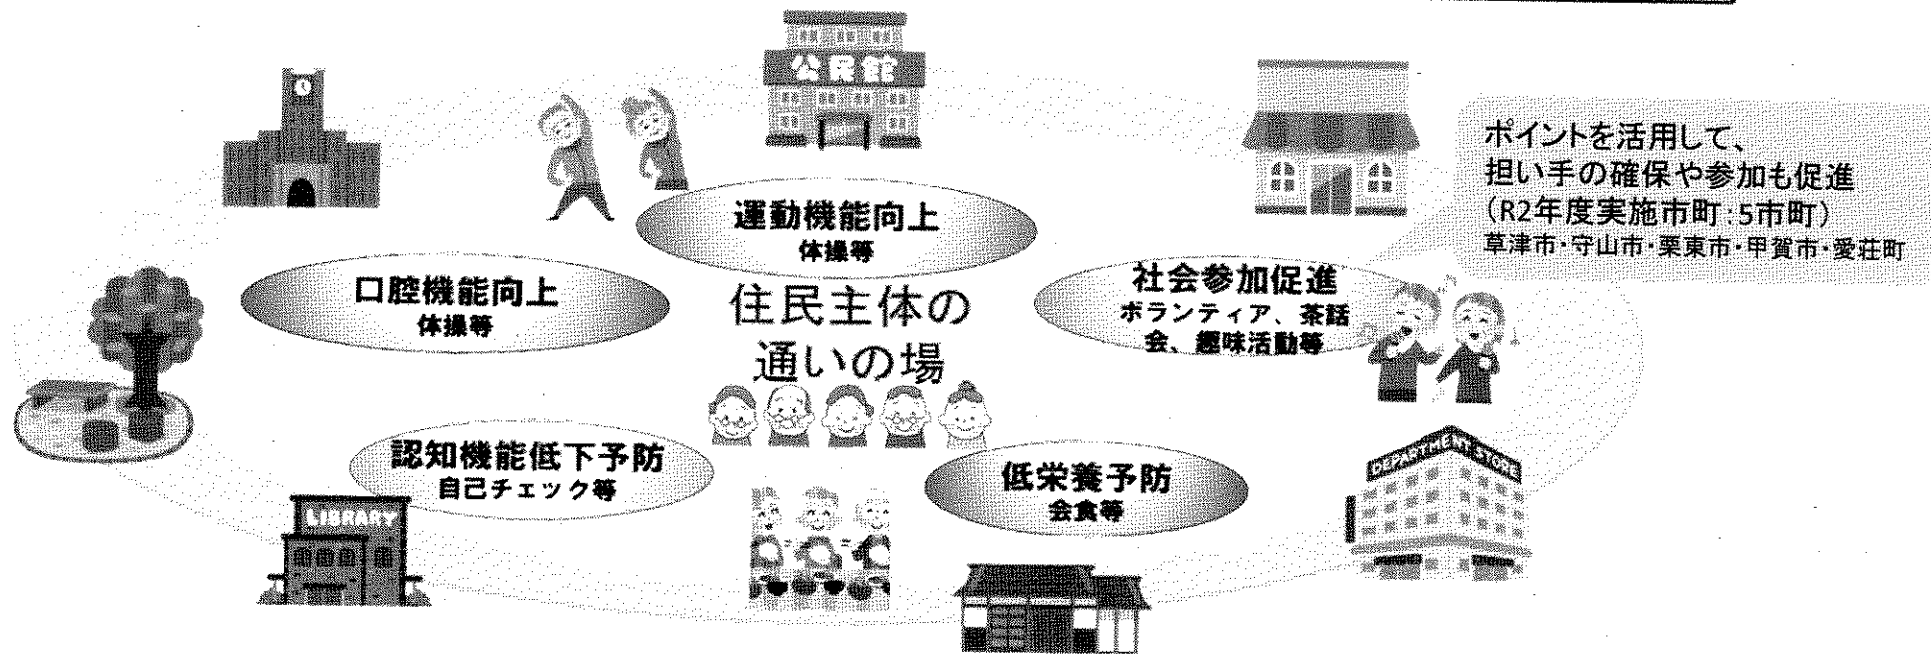 公民館
ポイントを活用して、
担い手の確保や参加も促進
（R2年度実施市町：5市町）
草津市・守山市・栗東市・甲賀市・愛荘町
運動機能向上
体操等
口腔機能向上
体操等
社会参加促進
ボランティア、茶話
会、趣味活動等
住民主体の
通いの場
認知機能低下予防
自己チェック等
低栄養予防
会食等
DEPARTMENT STORE
LIBRARY